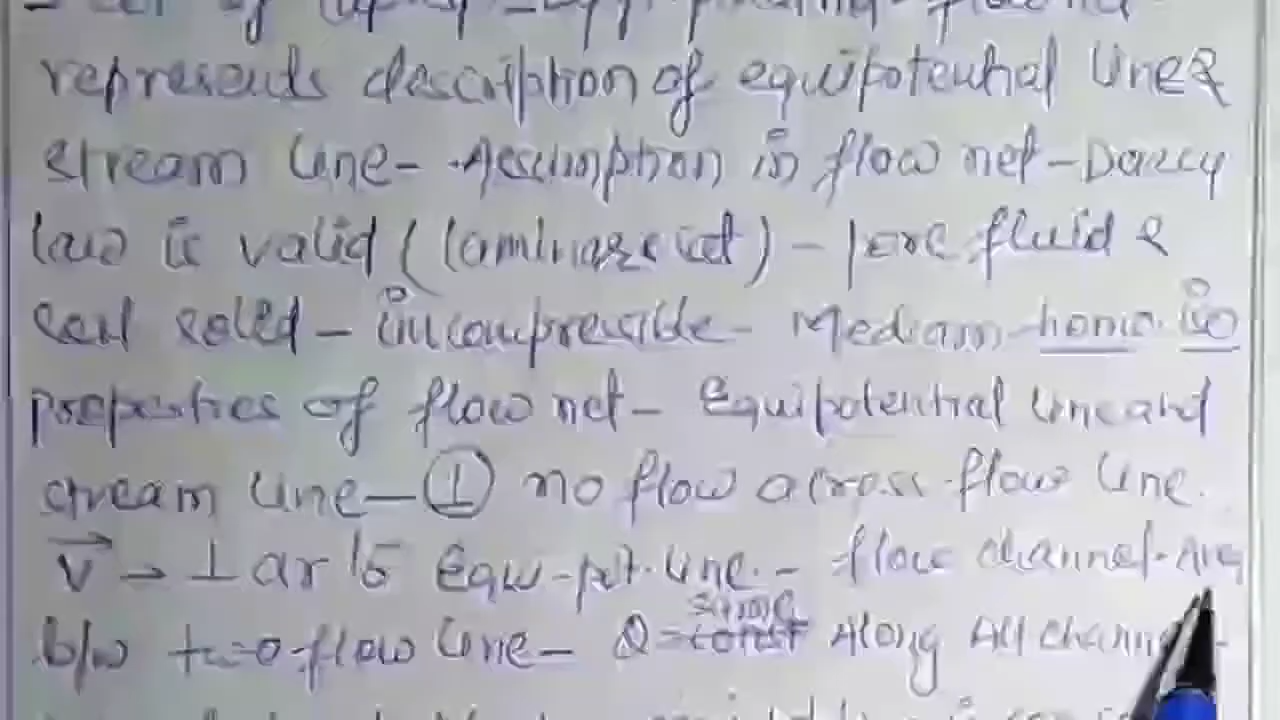 represents description of equipotential line &
stream line - Assumption in flow net - Darcy
law is valid ( laminar ) - pore fluid &
soil solid - incompressible - Medium - homo. iso
properties of flow net - Equipotential line and
stream line - ⊥ no flow across flow line.
V → ⊥ ar to Equi-pot. line. - flow channel - Area
b/w two flow line - Q = same const Along All channel -